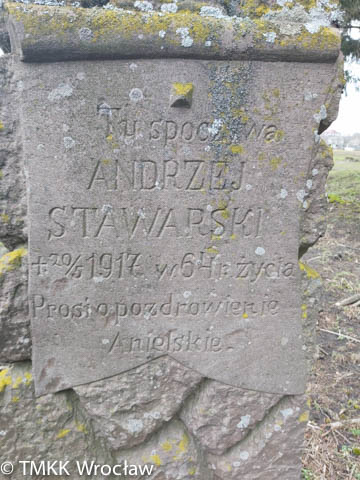 Tu spoczywa
ANDRZEJ
STAWARSKI
+ 20/5 1917 w 64 r. życia
Prosi o pozdrowienie
Anielskie
© TMKK Wrocław